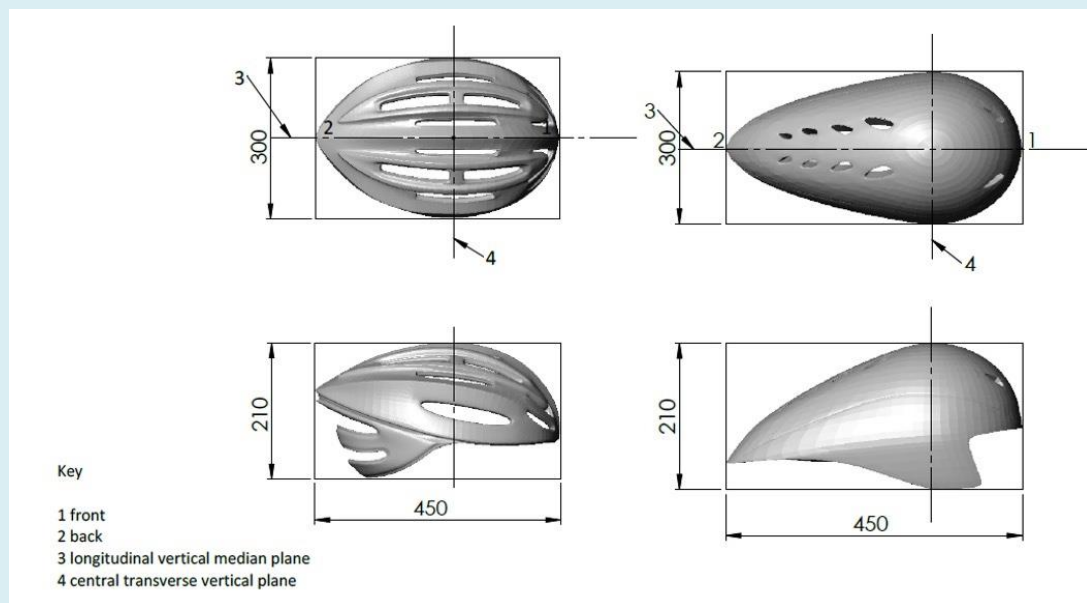 3
2
1
300
4
3
2
1
300
4
210
450
210
450
Key
1 front
2 back
3 longitudinal vertical median plane
4 central transverse vertical plane